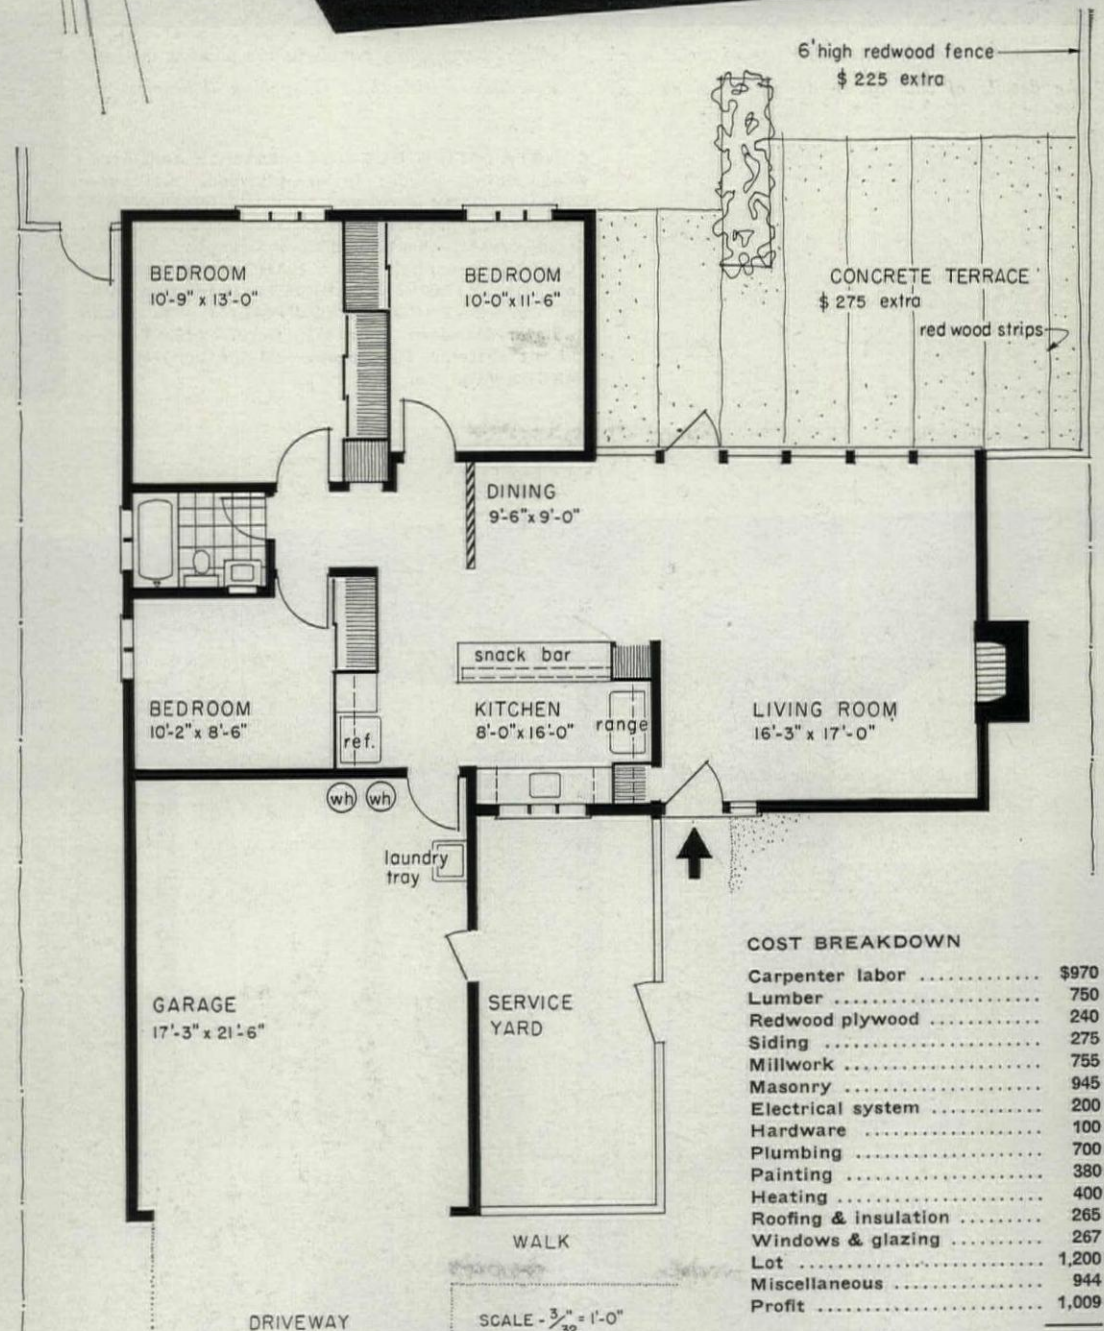 6' high redwood fence
$ 225 extra
CONCRETE TERRACE
$ 275 extra
red wood strips
BEDROOM
10'-9" x 13'-0"
BEDROOM
10'-0" x 11'-6"
DINING
9'-6" x 9'-0"
snack bar
BEDROOM
10'-2" x 8'-6"
ref.
KITCHEN
8'-0" x 16'-0"
range
LIVING ROOM
16'-3" x 17'-0"
wh wh
laundry
tray
GARAGE
17'-3" x 21'-6"
SERVICE
YARD
WALK
DRIVEWAY
SCALE - 3/32" = 1'-0"
COST BREAKDOWN
Carpenter labor ............. $970
Lumber ...................... 750
Redwood plywood ............ 240
Siding ...................... 275
Millwork .................... 755
Masonry .................... 945
Electrical system ........... 200
Hardware .................. 100
Plumbing ................... 700
Painting .................... 380
Heating .................... 400
Roofing & insulation ......... 265
Windows & glazing .......... 267
Lot ........................ 1,200
Miscellaneous ............... 944
Profit ..................... 1,009